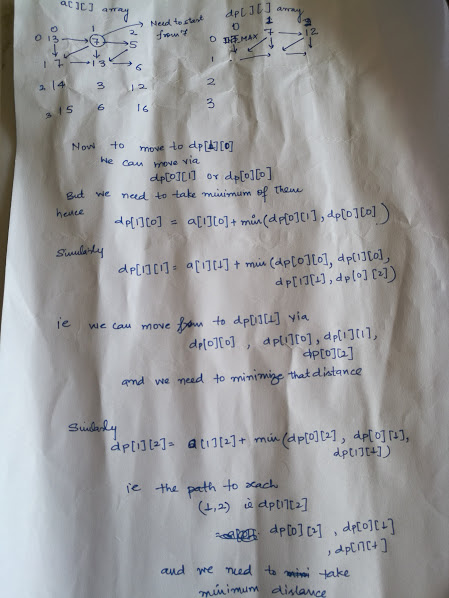 a[][] array
dp[][] array
0 1 2
Need to start from 7
0 13 7 5
1 7 13 6
2 14 3 12
3 15 6 16
0 1 2
0 INT_MAX 7 12
1
2
3
Now to move to dp[1][0]
We can move via
dp[0][1] or dp[0][0]
But we need to take minimum of them
hence
dp[1][0] = a[1][0]+min(dp[0][1],dp[0][0])
Similarly
dp[1][1] = a[1][1]+min(dp[0][0], dp[1][0],
dp[1][1], dp[0][2])
ie we can move from to dp[1][1] via
dp[0][0], dp[1][0], dp[1][1],
dp[0][2]
and we need to minimize that distance
Similarly
dp[1][2] = a[1][2]+min(dp[0][2], dp[0][1],
dp[1][1])
ie the path to reach
(1,2) ie dp[1][2]
dp[0][2], dp[0][1]
, dp[1][1]
and we need to take
minimum distance